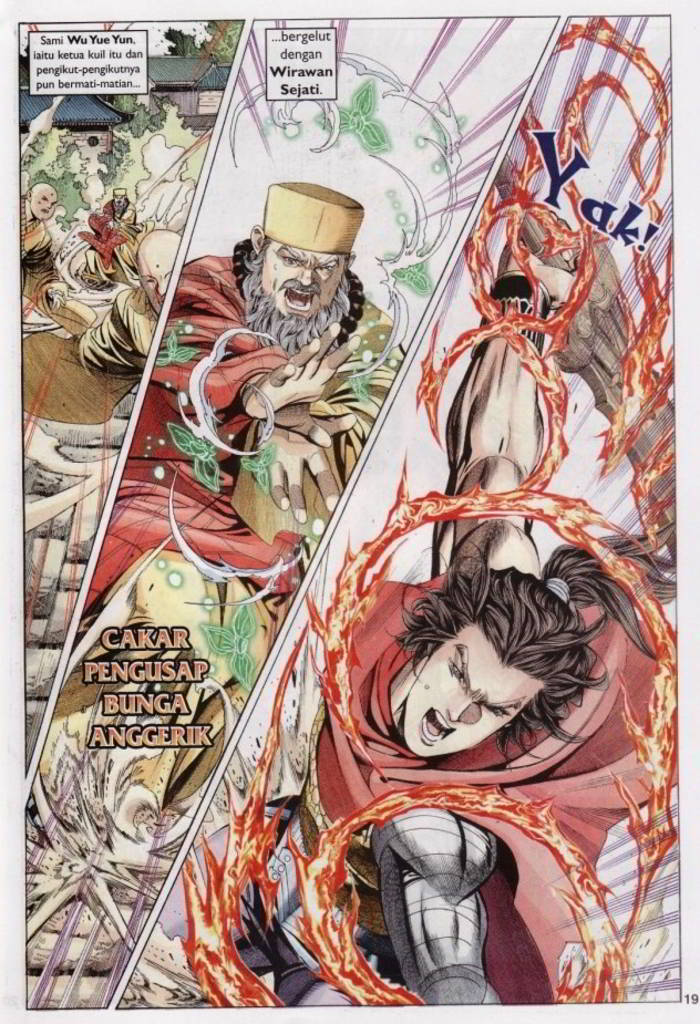 Sami Wu Yue Yun,
iaitu ketua kuil itu dan
pengikut-pengikutnya
pun bermati-matian...
...bergelut
dengan
Wirawan
Sejati.
Yak!
CAKAR
PENGUSAP
BUNGA
ANGGERIK
19